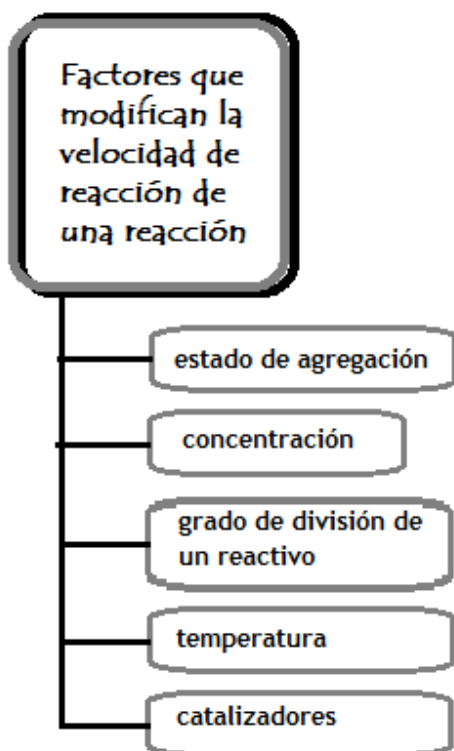 Factores que
modifican la
velocidad de
reacción de
una reacción
estado de agregación
concentración
grado de división de
un reactivo
temperatura
catalizadores